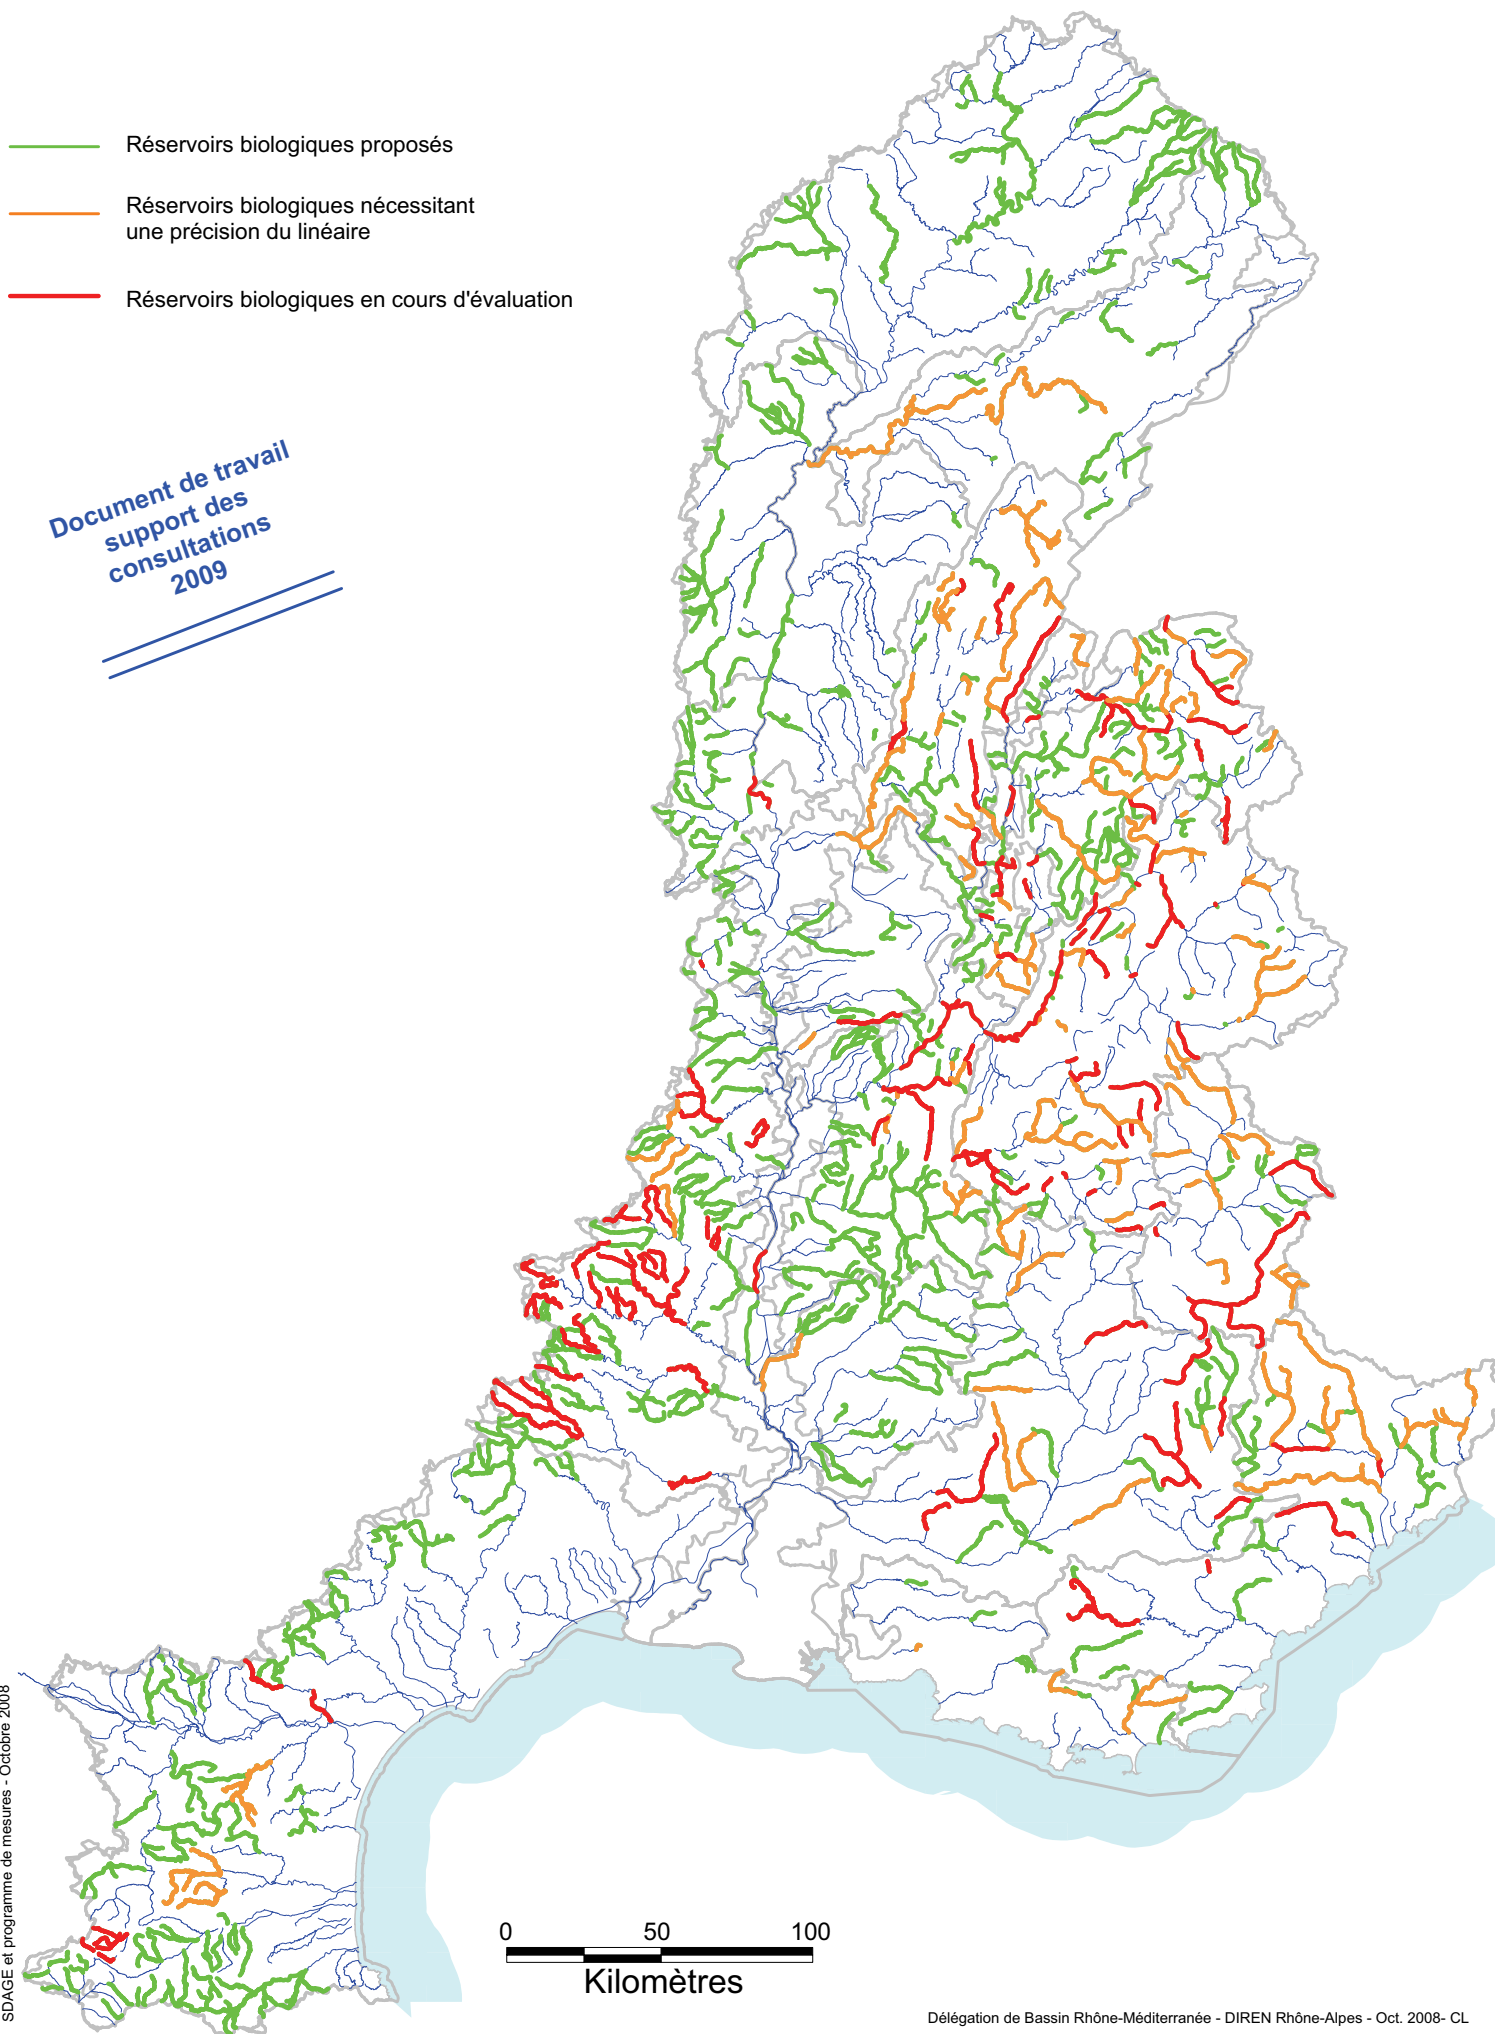 Réservoirs biologiques proposés
Réservoirs biologiques nécessitant
une précision du linéaire
Réservoirs biologiques en cours d'évaluation
Document de travail
support des
consultations
2009
SDAGE et programme de mesures - Octobre 2008
0 50 100
Kilomètres
Délégation de Bassin Rhône-Méditerranée - DIREN Rhône-Alpes - Oct. 2008- CL